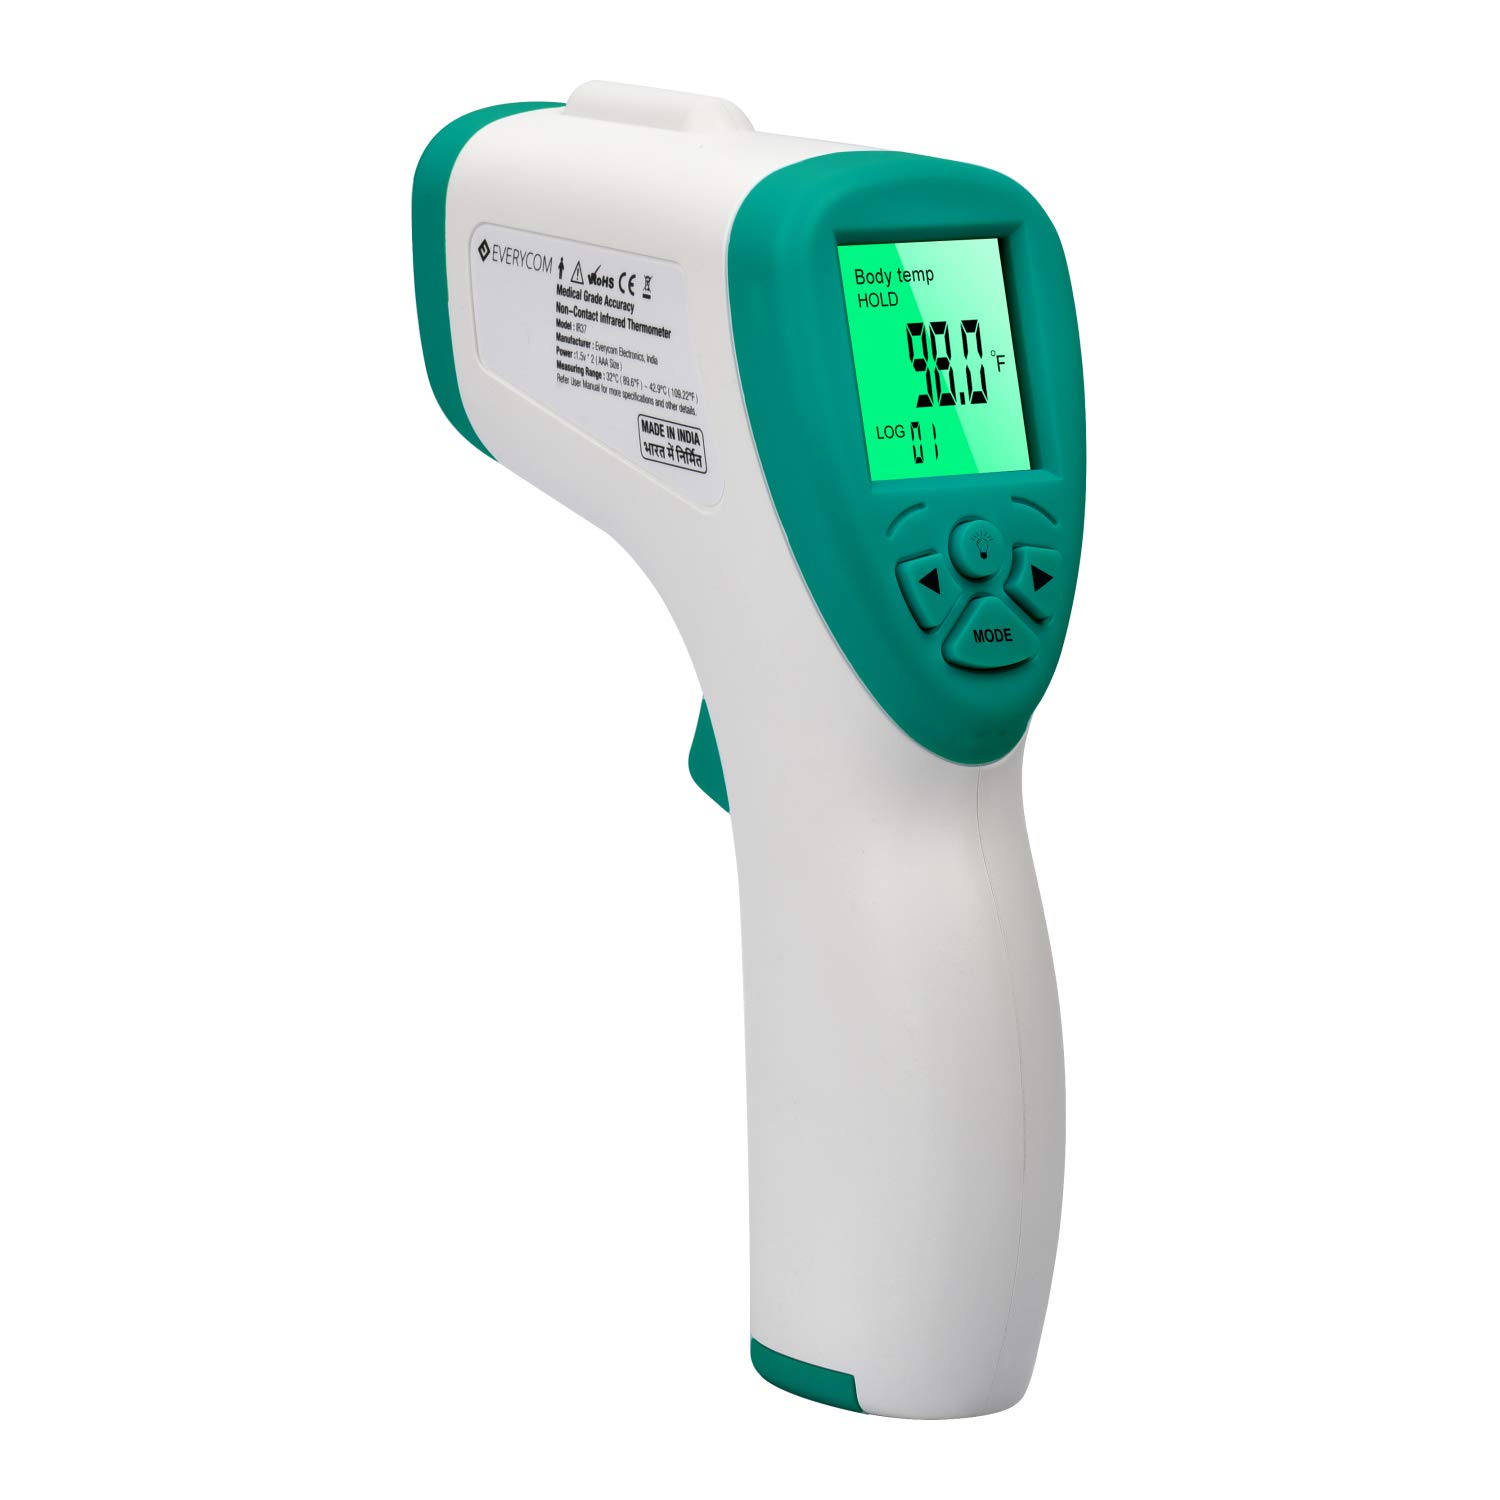 EVERYCOM
RoHS CE
Medical Grade Accuracy
Non-Contact Infrared Thermometer
Model : IR37
Manufacturer : Everycom Electronics, India
Power :1.5v * 2 ( AAA Size )
Measuring Range : 32°C ( 89.6°F ) ~ 42.9°C ( 109.22°F )
Refer User Manual for more specifications and other details.
MADE IN INDIA
भारत में निर्मित
Body temp
HOLD
98.0 °F
LOG 01
MODE